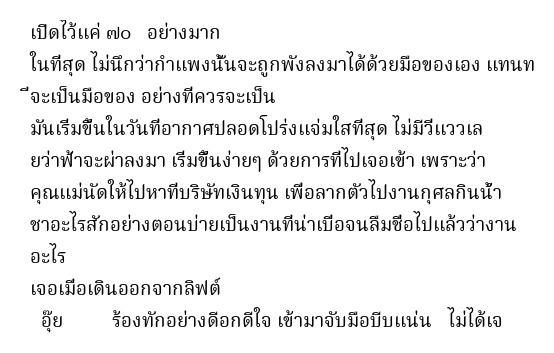 เปิดไว้แค่ ๗๐  อย่างมาก
ในที่สุด ไม่นึกว่ากำแพงนั้นจะถูกพังลงมาได้ด้วยมือของเอง แทนท
ี่จะเป็นมือของ อย่างที่ควรจะเป็น
มันเริ่มขึ้นในวันที่อากาศปลอดโปร่งแจ่มใสที่สุด ไม่มีวี่แววเล
ยว่าฟ้าจะผ่าลงมา เริ่มขึ้นง่ายๆ ด้วยการที่ไปเจอเข้า เพราะว่า
คุณแม่นัดให้ไปหาที่บริษัทเงินทุน เพื่อลากตัวไปงานกุศลกินน้ำ
ชาอะไรสักอย่างตอนบ่ายเป็นงานที่น่าเบื่อจนลืมชื่อไปแล้วว่างาน
อะไร
เจอเมื่อเดินออกจากลิฟต์
อุ๊ย      ร้องทักอย่างดีอกดีใจ เข้ามาจับมือบีบแน่น  ไม่ได้เจ